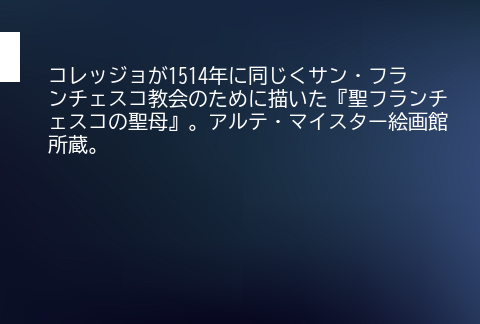 コレッジョが1514年に同じくサン・フラ
ンチェスコ教会のために描いた『聖フランチ
ェスコの聖母』。アルテ・マイスター絵画館
所蔵。